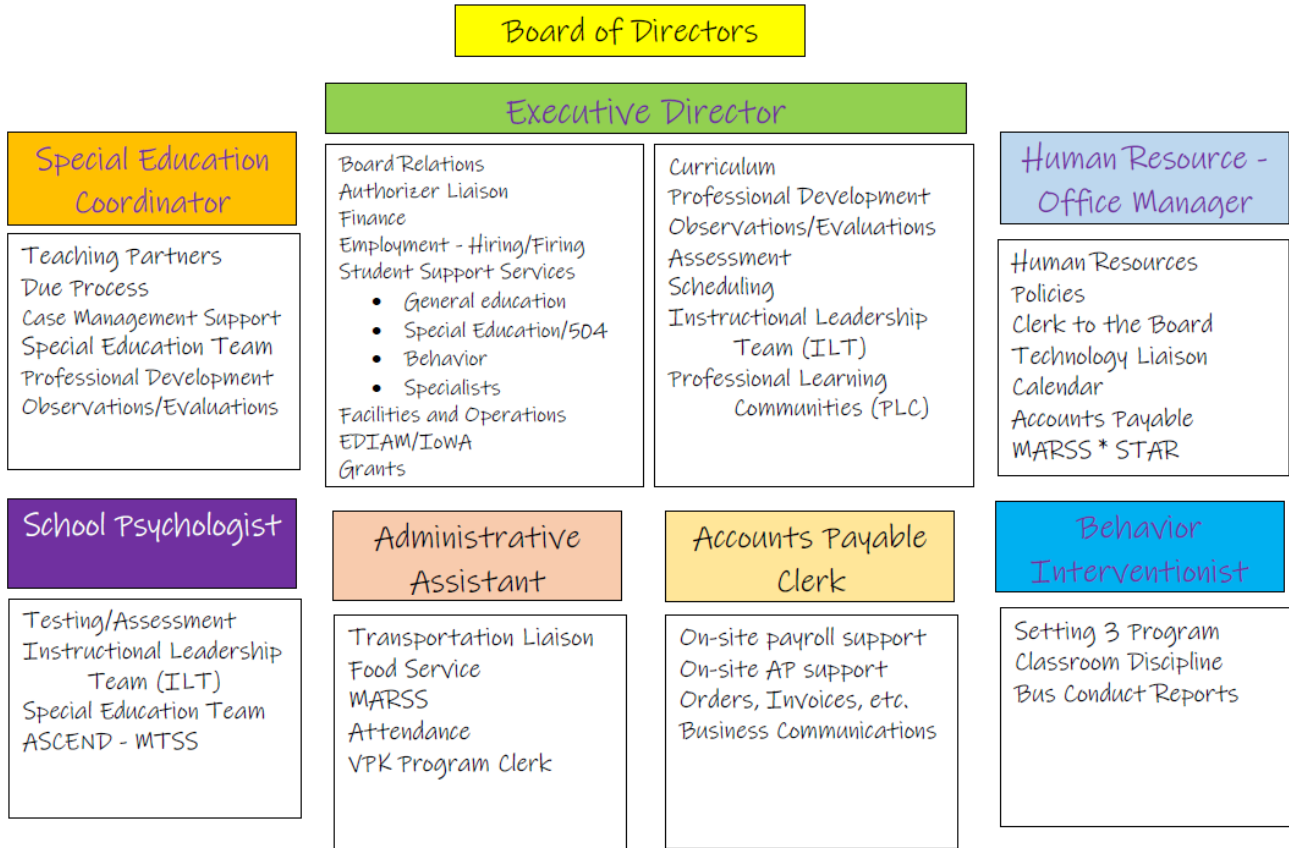 Board of Directors
Executive Director
Board Relations
Authorizer Liaison
Finance
Employment - Hiring/Firing
Student Support Services
• General education
• Special Education/504
• Behavior
• Specialists
Facilities and Operations
EDIAM/IoWA
Grants
Curriculum
Professional Development
Observations/Evaluations
Assessment
Scheduling
Instructional Leadership
Team (ILT)
Professional Learning
Communities (PLC)
Special Education
Coordinator
Teaching Partners
Due Process
Case Management Support
Special Education Team
Professional Development
Observations/Evaluations
Human Resource -
Office Manager
Human Resources
Policies
Clerk to the Board
Technology Liaison
Calendar
Accounts Payable
MARSS * STAR
School Psychologist
Testing/Assessment
Instructional Leadership
Team (ILT)
Special Education Team
ASCEND - MTSS
Administrative
Assistant
Transportation Liaison
Food Service
MARSS
Attendance
VPK Program Clerk
Accounts Payable
Clerk
On-site payroll support
On-site AP support
Orders, Invoices, etc.
Business Communications
Behavior
Interventionist
Setting 3 Program
Classroom Discipline
Bus Conduct Reports